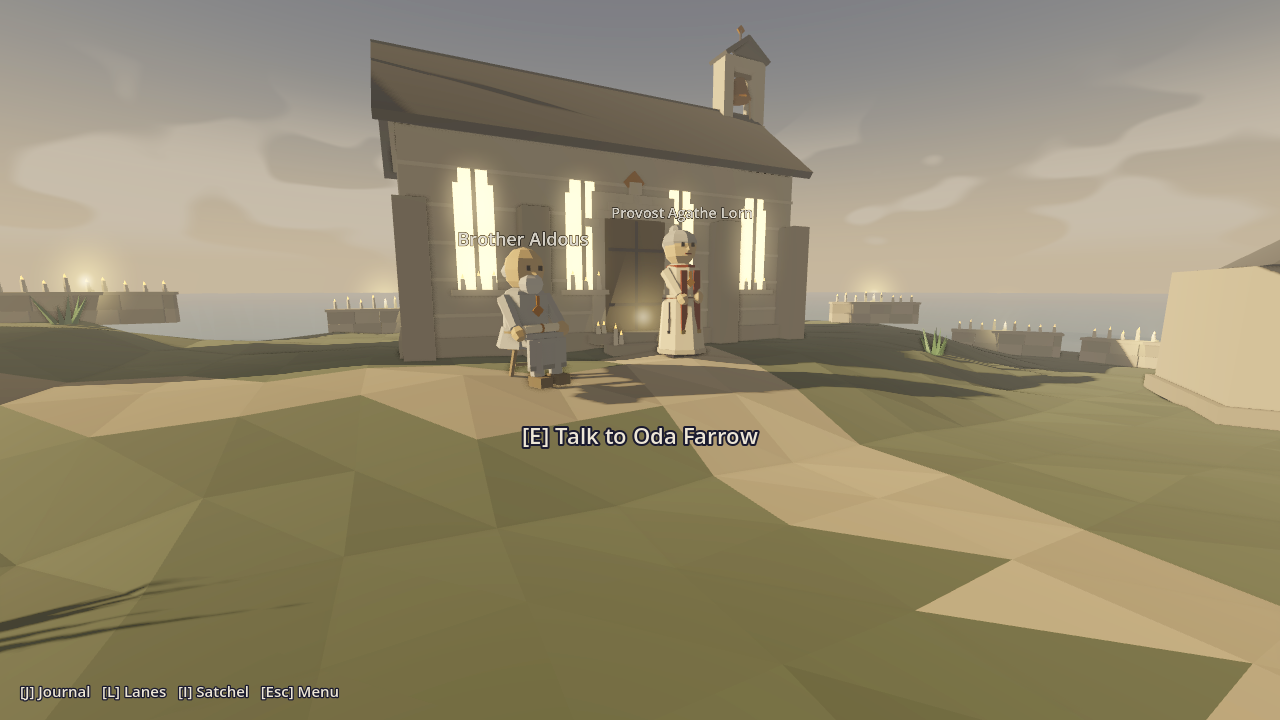 Provost Agathe Lorn
Brother Aldous
[E] Talk to Oda Farrow
[J] Journal [L] Lanes [I] Satchel [Esc] Menu